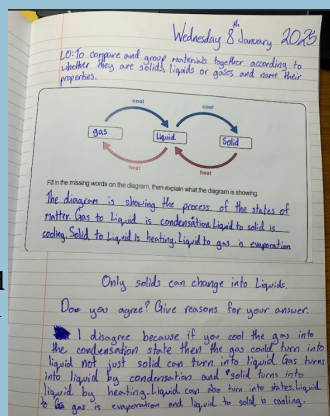 Wednesday 8th January 2025
LO: To compare and group materials together according to
whether they are solids, liquids or gases and name their
properties.
cool
cool
gas
Liquid
Solid
heat
heat
Fill in the missing words on the diagram, then explain what the diagram is showing.
The diagram is showing the process of the states of
matter. Gas to Liquid is condensation. Liquid to solid is
cooling. Solid to Liquid is heating. Liquid to gas is evaporation
Only solids can change into Liquids.
Do you agree? Give reasons for your answer.
I disagree because if you cool the gas into
the condensation state then the gas could turn into
liquid not just solid can turn into liquid. Gas turns
into liquid by condensation and solid turns into
liquid by heating. Liquid can also turn into states. Liquid
to gas is evaporation and liquid to solid is cooling.